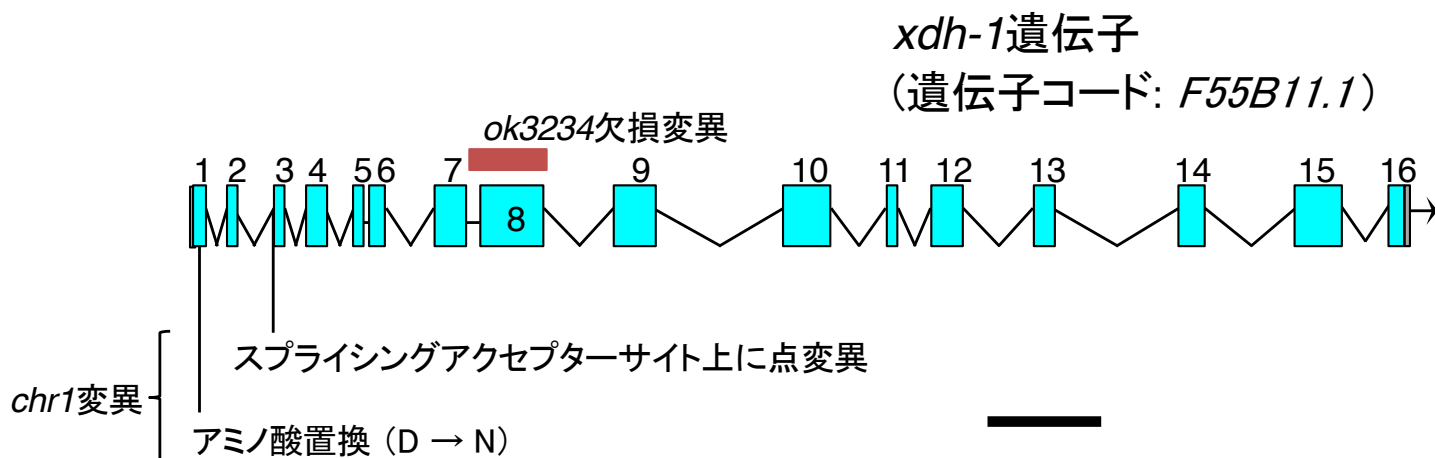 xdh-1遺伝子
(遺伝子コード: F55B11.1)
ok3234欠損変異
1 2 3 4 5 6 7 8 9 10 11 12 13 14 15 16
スプライシングアクセプターサイト上に点変異
chr1変異
アミノ酸置換 (D → N)